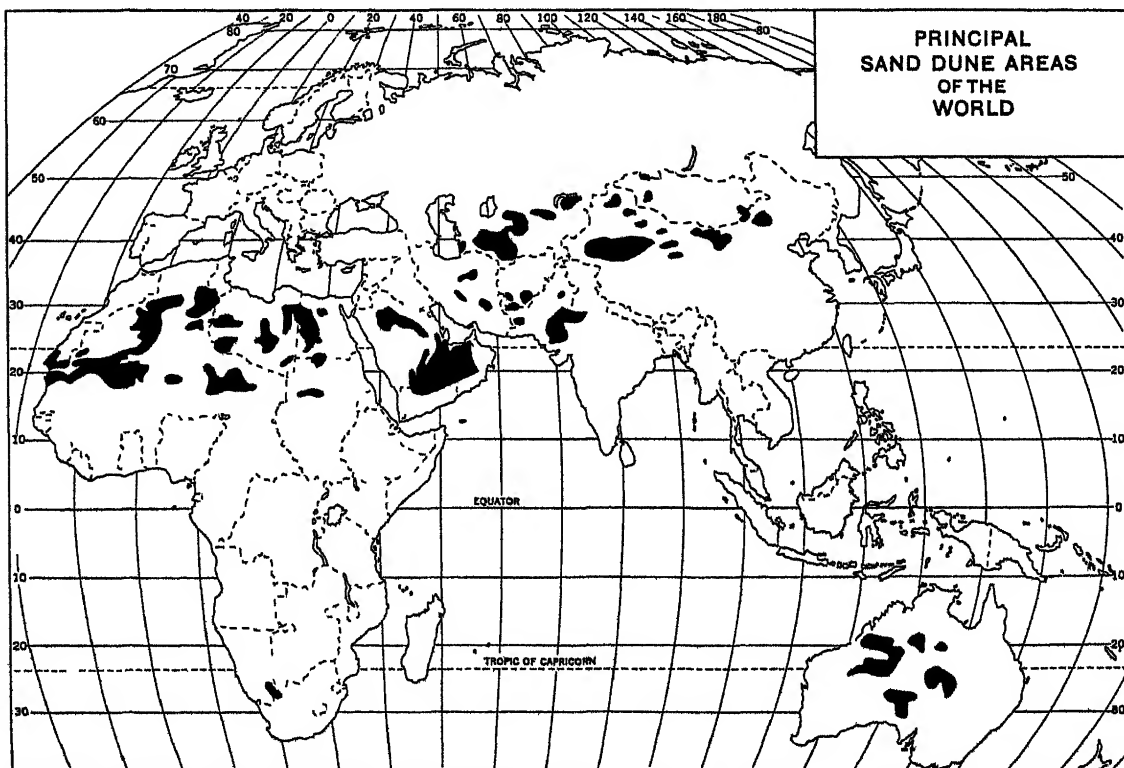 40 20 0 20 40 60 80 100 120 140 160 180
80 80
PRINCIPAL
SAND DUNE AREAS
OF THE
WORLD
70
60
50 50
40 40
30 30
20 20
10 10
EQUATOR
0 0
10 10
20 20
TROPIC OF CAPRICORN
30 30